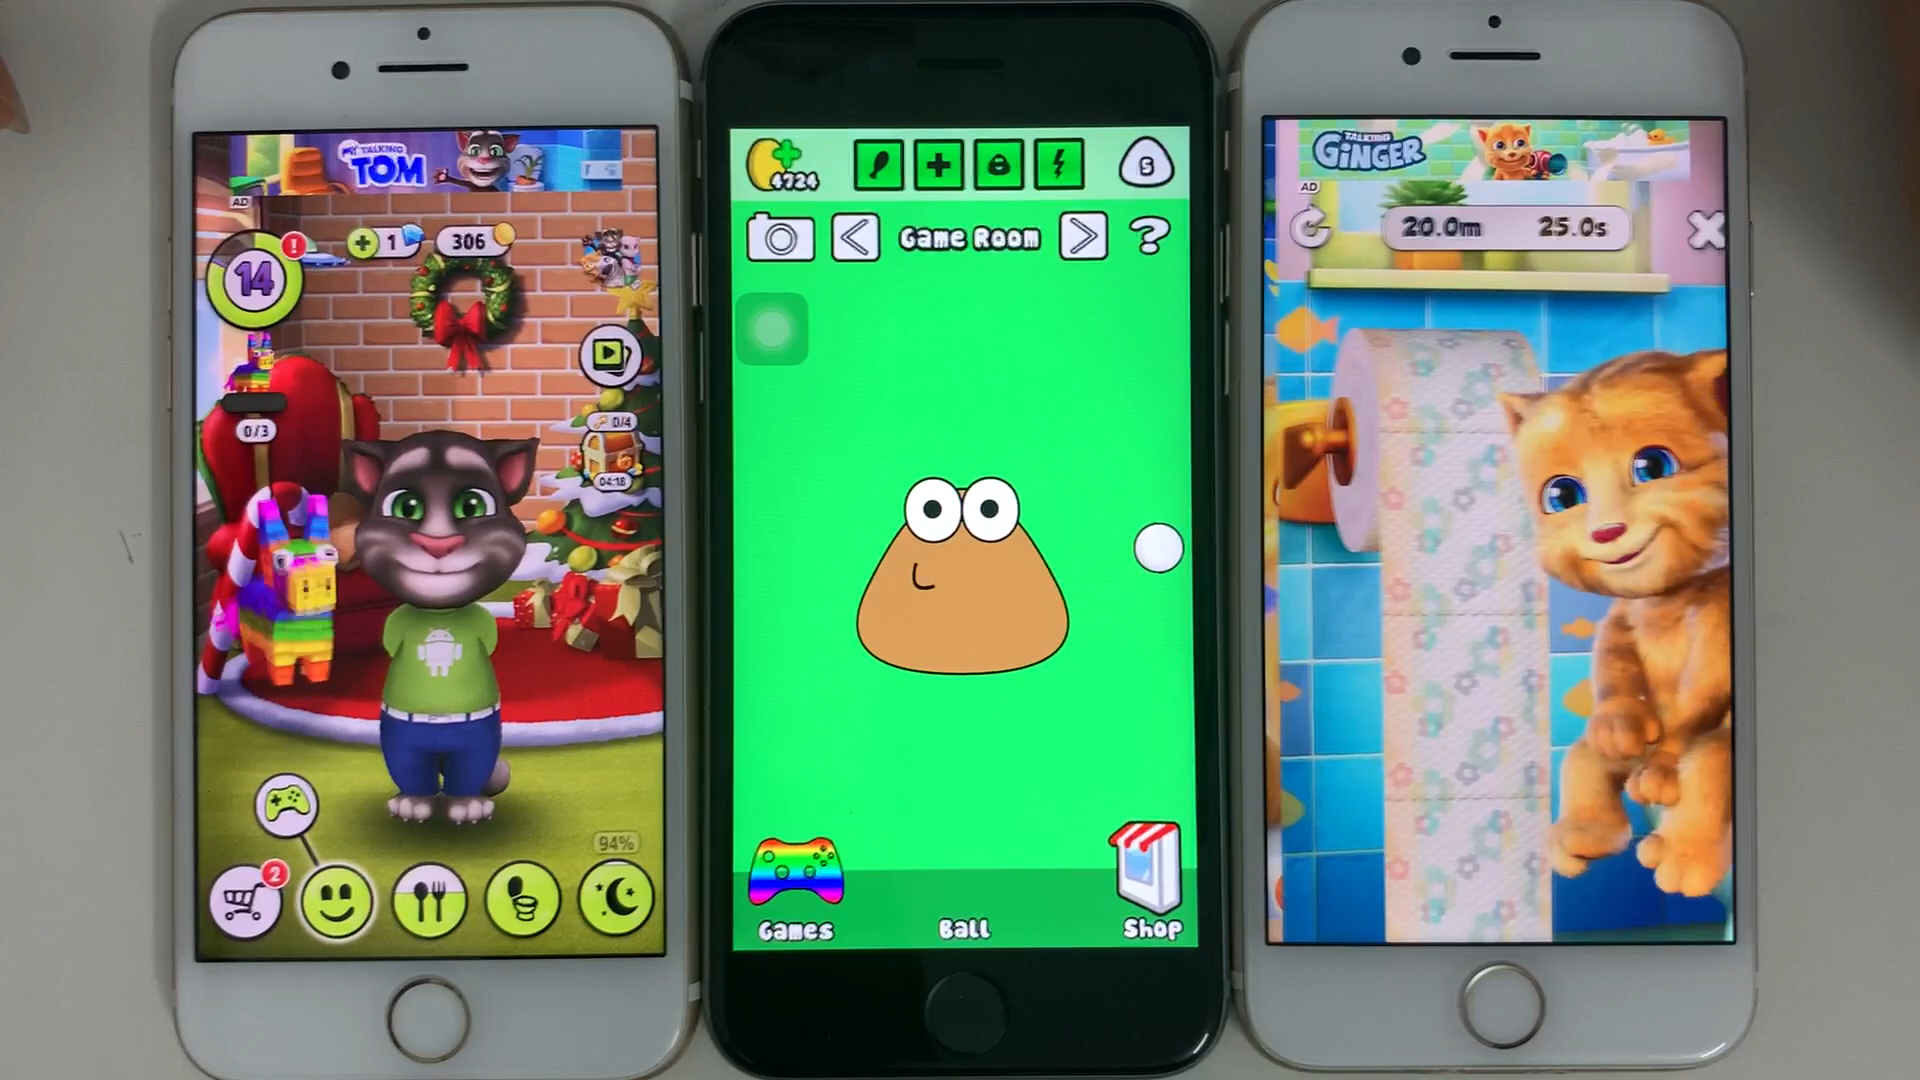 MY TALKING
TOM
AD
14
!
1
306
0/3
0/4
04:18
94%
2
4724
5
Game Room
?
Games
Ball
Shop
TALKING
GINGER
AD
20.0m 25.0s